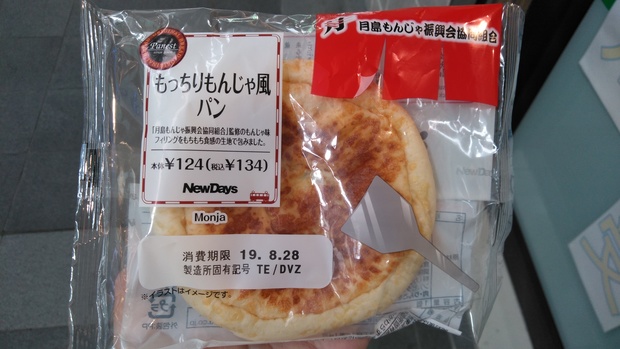 月島もんじゃ振興会協同組合
Panest
もっちりもんじゃ風
パン
「月島もんじゃ振興会協同組合」監修のもんじゃ味
フィリングをもちもち食感の生地で包みました。
本体¥124(税込¥134)
NewDays
Monja
消費期限 19.8.28
製造所固有記号 TE/DVZ
※イラストはイメージです。
外包装